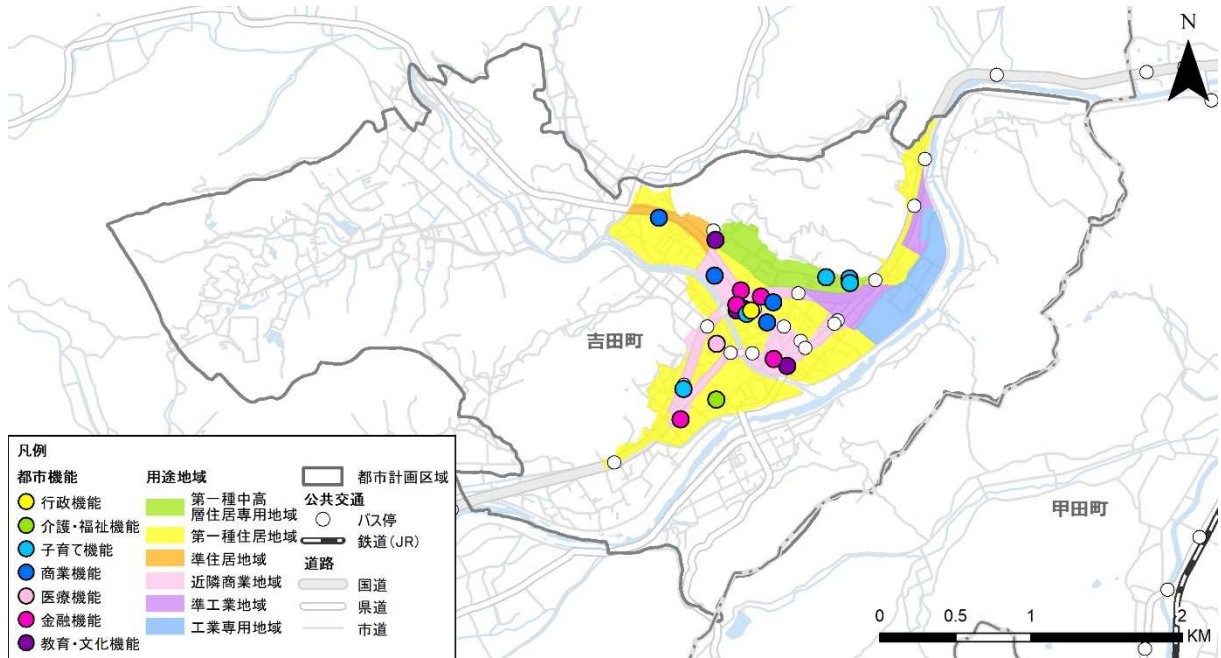 N
吉田町
甲田町
凡例
都市機能
行政機能
介護・福祉機能
子育て機能
商業機能
医療機能
金融機能
教育・文化機能
用途地域
第一種中高
層住居専用地域
第一種住居地域
準住居地域
近隣商業地域
準工業地域
工業専用地域
都市計画区域
公共交通
バス停
鉄道(JR)
道路
国道
県道
市道
0 0.5 1 2
KM